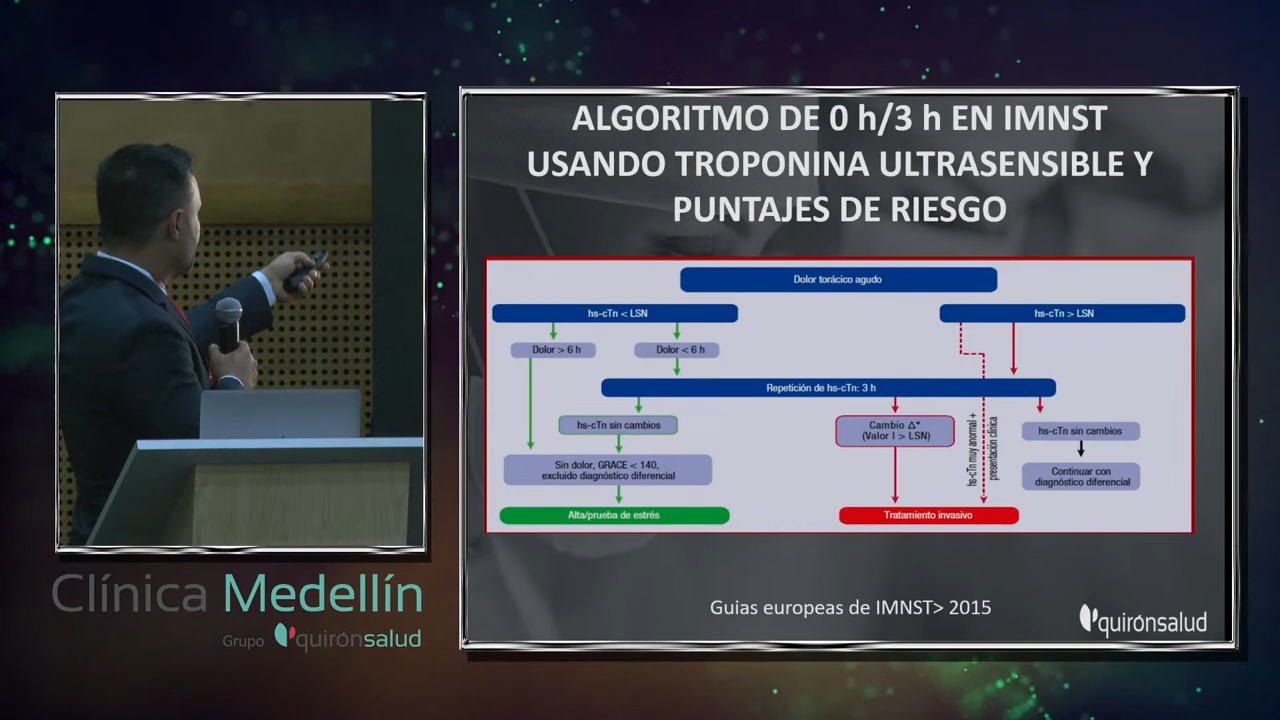 ALGORITMO DE 0 h/3 h EN IMNST
USANDO TROPONINA ULTRASENSIBLE Y
PUNTAJES DE RIESGO
Dolor torácico agudo
hs-cTn < LSN
hs-cTn > LSN
Dolor > 6 h
Dolor < 6 h
Repetición de hs-cTn: 3 h
hs-cTn sin cambios
Cambio Δ*
(Valor I > LSN)
hs-cTn muy anormal +
presentación clínica
hs-cTn sin cambios
Sin dolor, GRACE < 140,
excluido diagnóstico diferencial
Continuar con
diagnóstico diferencial
Alta/prueba de estrés
Tratamiento invasivo
Guias europeas de IMNST> 2015
quirónsalud
Clínica Medellín
Grupo quirónsalud